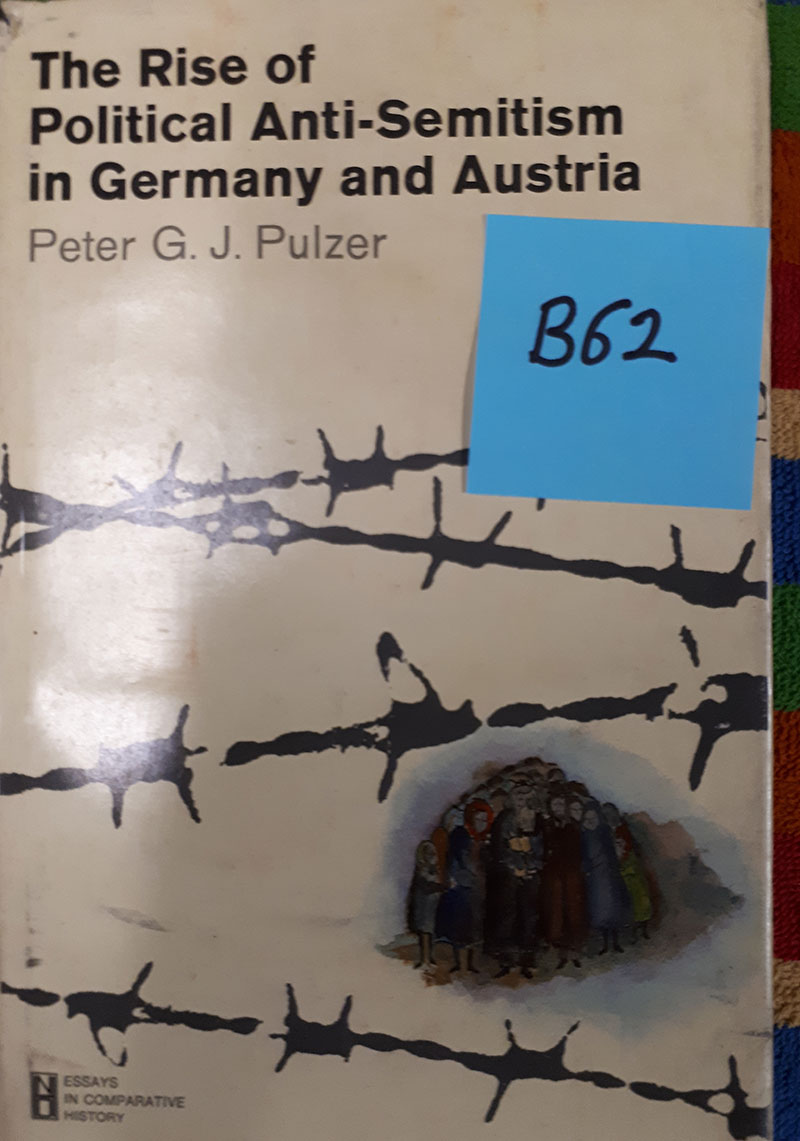 The Rise of
Political Anti-Semitism
in Germany and Austria
Peter G. J. Pulzer
B62
ESSAYS
IN COMPARATIVE
HISTORY